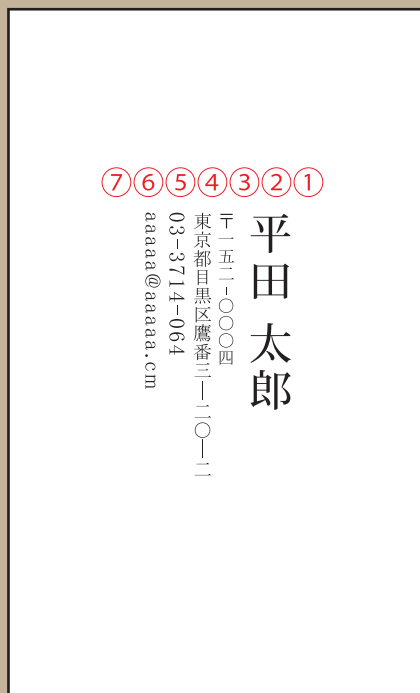 ⑦⑥⑤④③②①
平田 太郎
〒一五二-〇〇〇四
東京都目黒区鷹番三―二〇―二
03-3714-064
aaaaa@aaaaa.cm